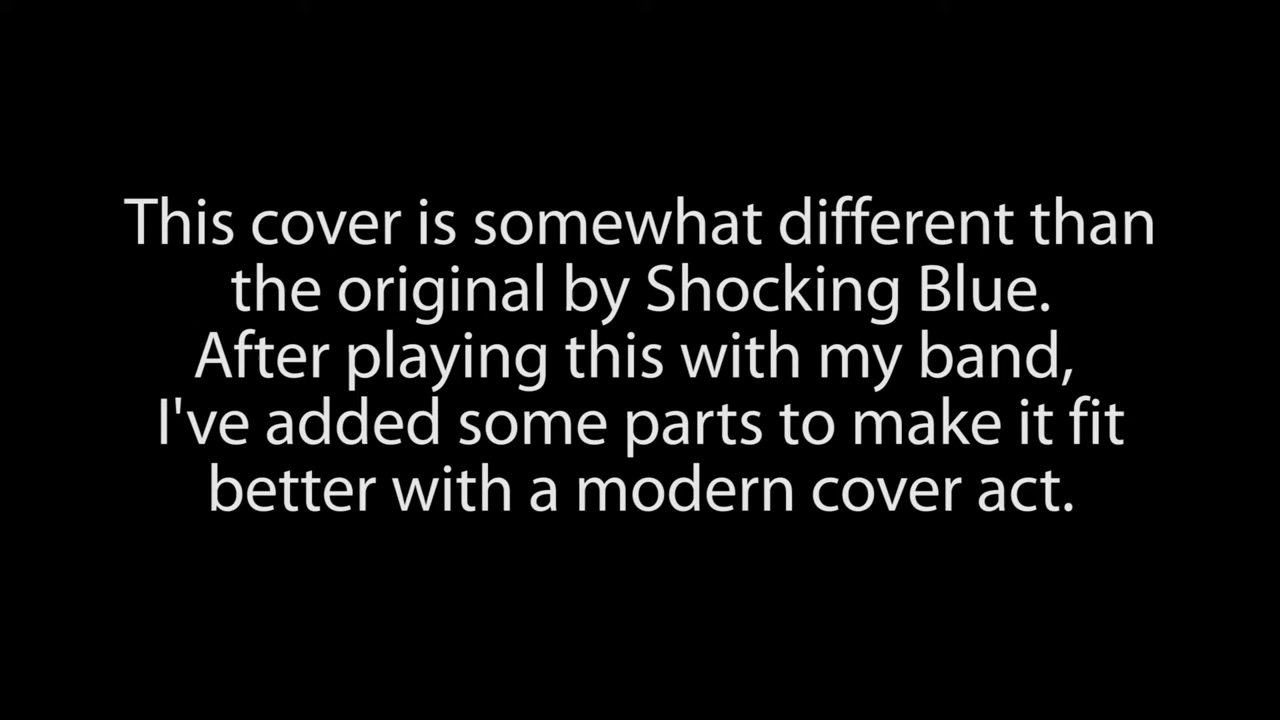 This cover is somewhat different than
the original by Shocking Blue.
After playing this with my band,
I've added some parts to make it fit
better with a modern cover act.